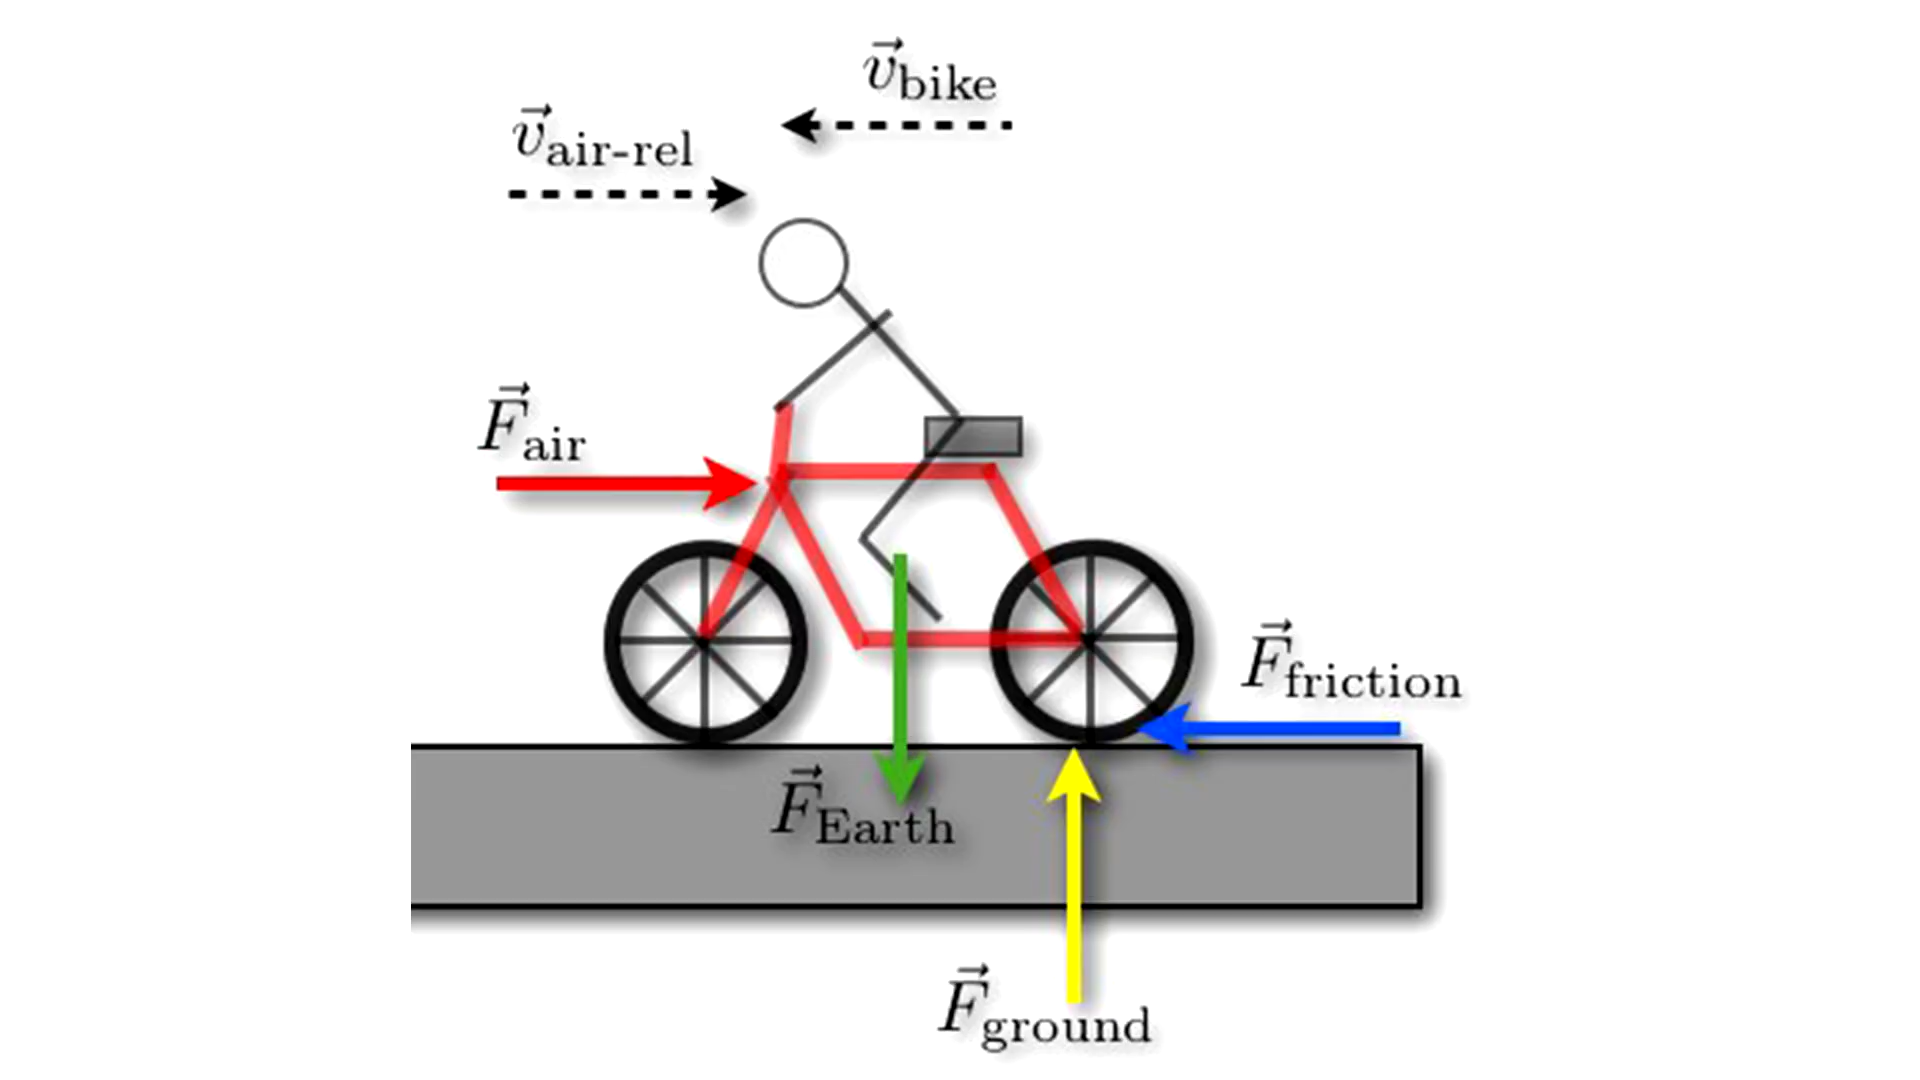 v⃗bike
v⃗air-rel
F⃗air
F⃗friction
F⃗Earth
F⃗ground